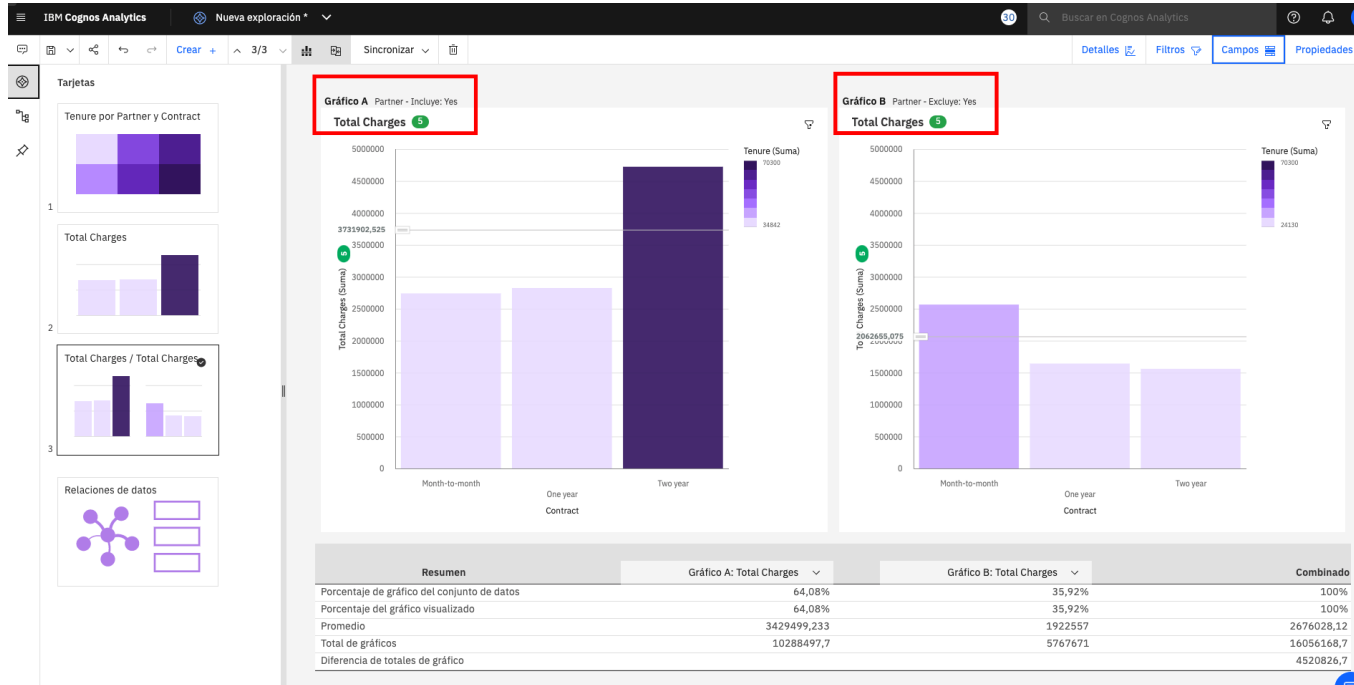 IBM Cognos Analytics
Nueva exploración *
30
Buscar en Cognos Analytics
Crear +
3/3
Sincronizar
Detalles
Filtros
Campos
Propiedades
Tarjetas
Tenure por Partner y Contract
1
Total Charges
2
Total Charges / Total Charges
3
Relaciones de datos
Gráfico A Partner - Incluye: Yes
Total Charges 5
Tenure (Suma)
70300
34842
5000000
4500000
4000000
3731902,525
3500000
3000000
2500000
2000000
1500000
1000000
500000
0
Total Charges (Suma) 5
Month-to-month
One year
Two year
Contract
Gráfico B Partner - Excluye: Yes
Total Charges 5
Tenure (Suma)
70300
24130
5000000
4500000
4000000
3500000
3000000
2500000
2062655,075
2000000
1500000
1000000
500000
0
To Charges (Suma) 5
Month-to-month
One year
Two year
Contract
Resumen Gráfico A: Total Charges Gráfico B: Total Charges Combinado
Porcentaje de gráfico del conjunto de datos 64,08% 35,92% 100%
Porcentaje del gráfico visualizado 64,08% 35,92% 100%
Promedio 3429499,233 1922557 2676028,12
Total de gráficos 10288497,7 5767671 16056168,7
Diferencia de totales de gráfico 4520826,7